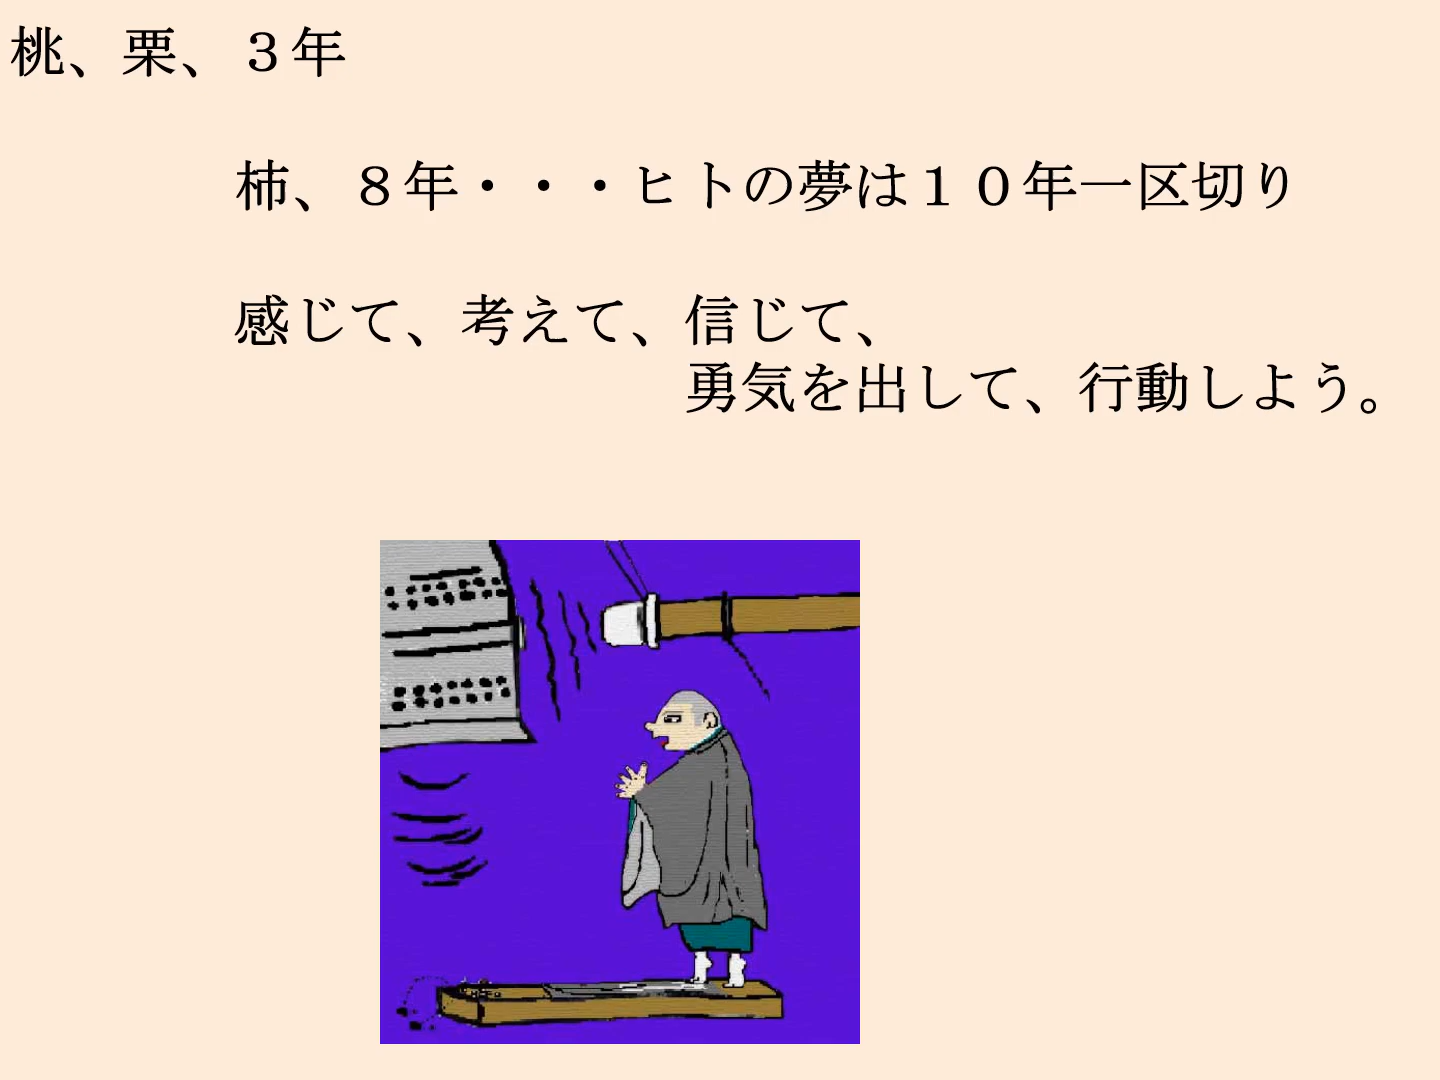 桃、栗、３年
柿、８年・・・ヒトの夢は１０年一区切り
感じて、考えて、信じて、
勇気を出して、行動しよう。